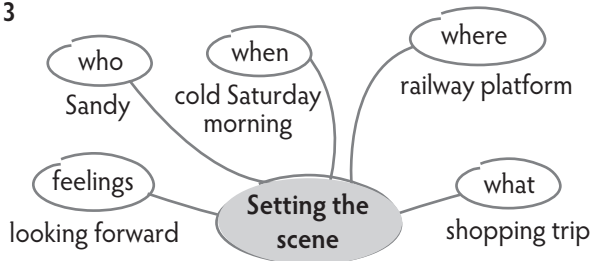 3
who
Sandy
when
cold Saturday
morning
where
railway platform
feelings
looking forward
Setting the
scene
what
shopping trip